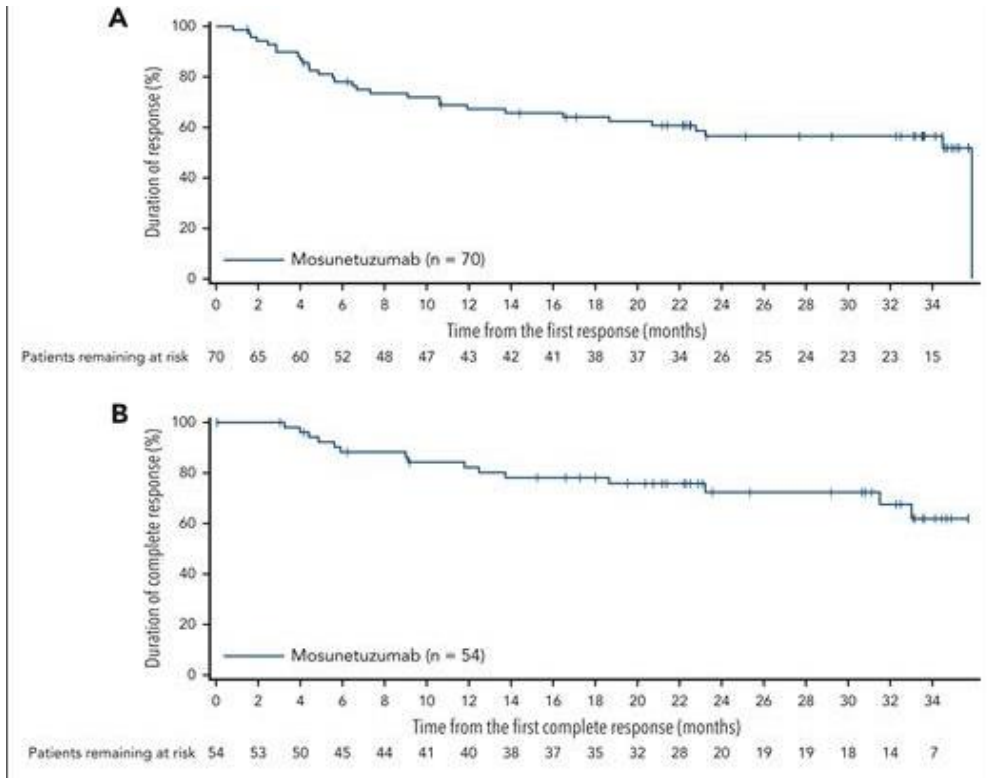 A
Duration of response (%)
100
80
60
40
20
0
Mosunetuzumab (n = 70)
0 2 4 6 8 10 12 14 16 18 20 22 24 26 28 30 32 34
Time from the first response (months)
Patients remaining at risk 70 65 60 52 48 47 43 42 41 38 37 34 26 25 24 23 23 15
B
Duration of complete response (%)
100
80
60
40
20
0
Mosunetuzumab (n = 54)
0 2 4 6 8 10 12 14 16 18 20 22 24 26 28 30 32 34
Time from the first complete response (months)
Patients remaining at risk 54 53 50 45 44 41 40 38 37 35 32 28 20 19 19 18 14 7